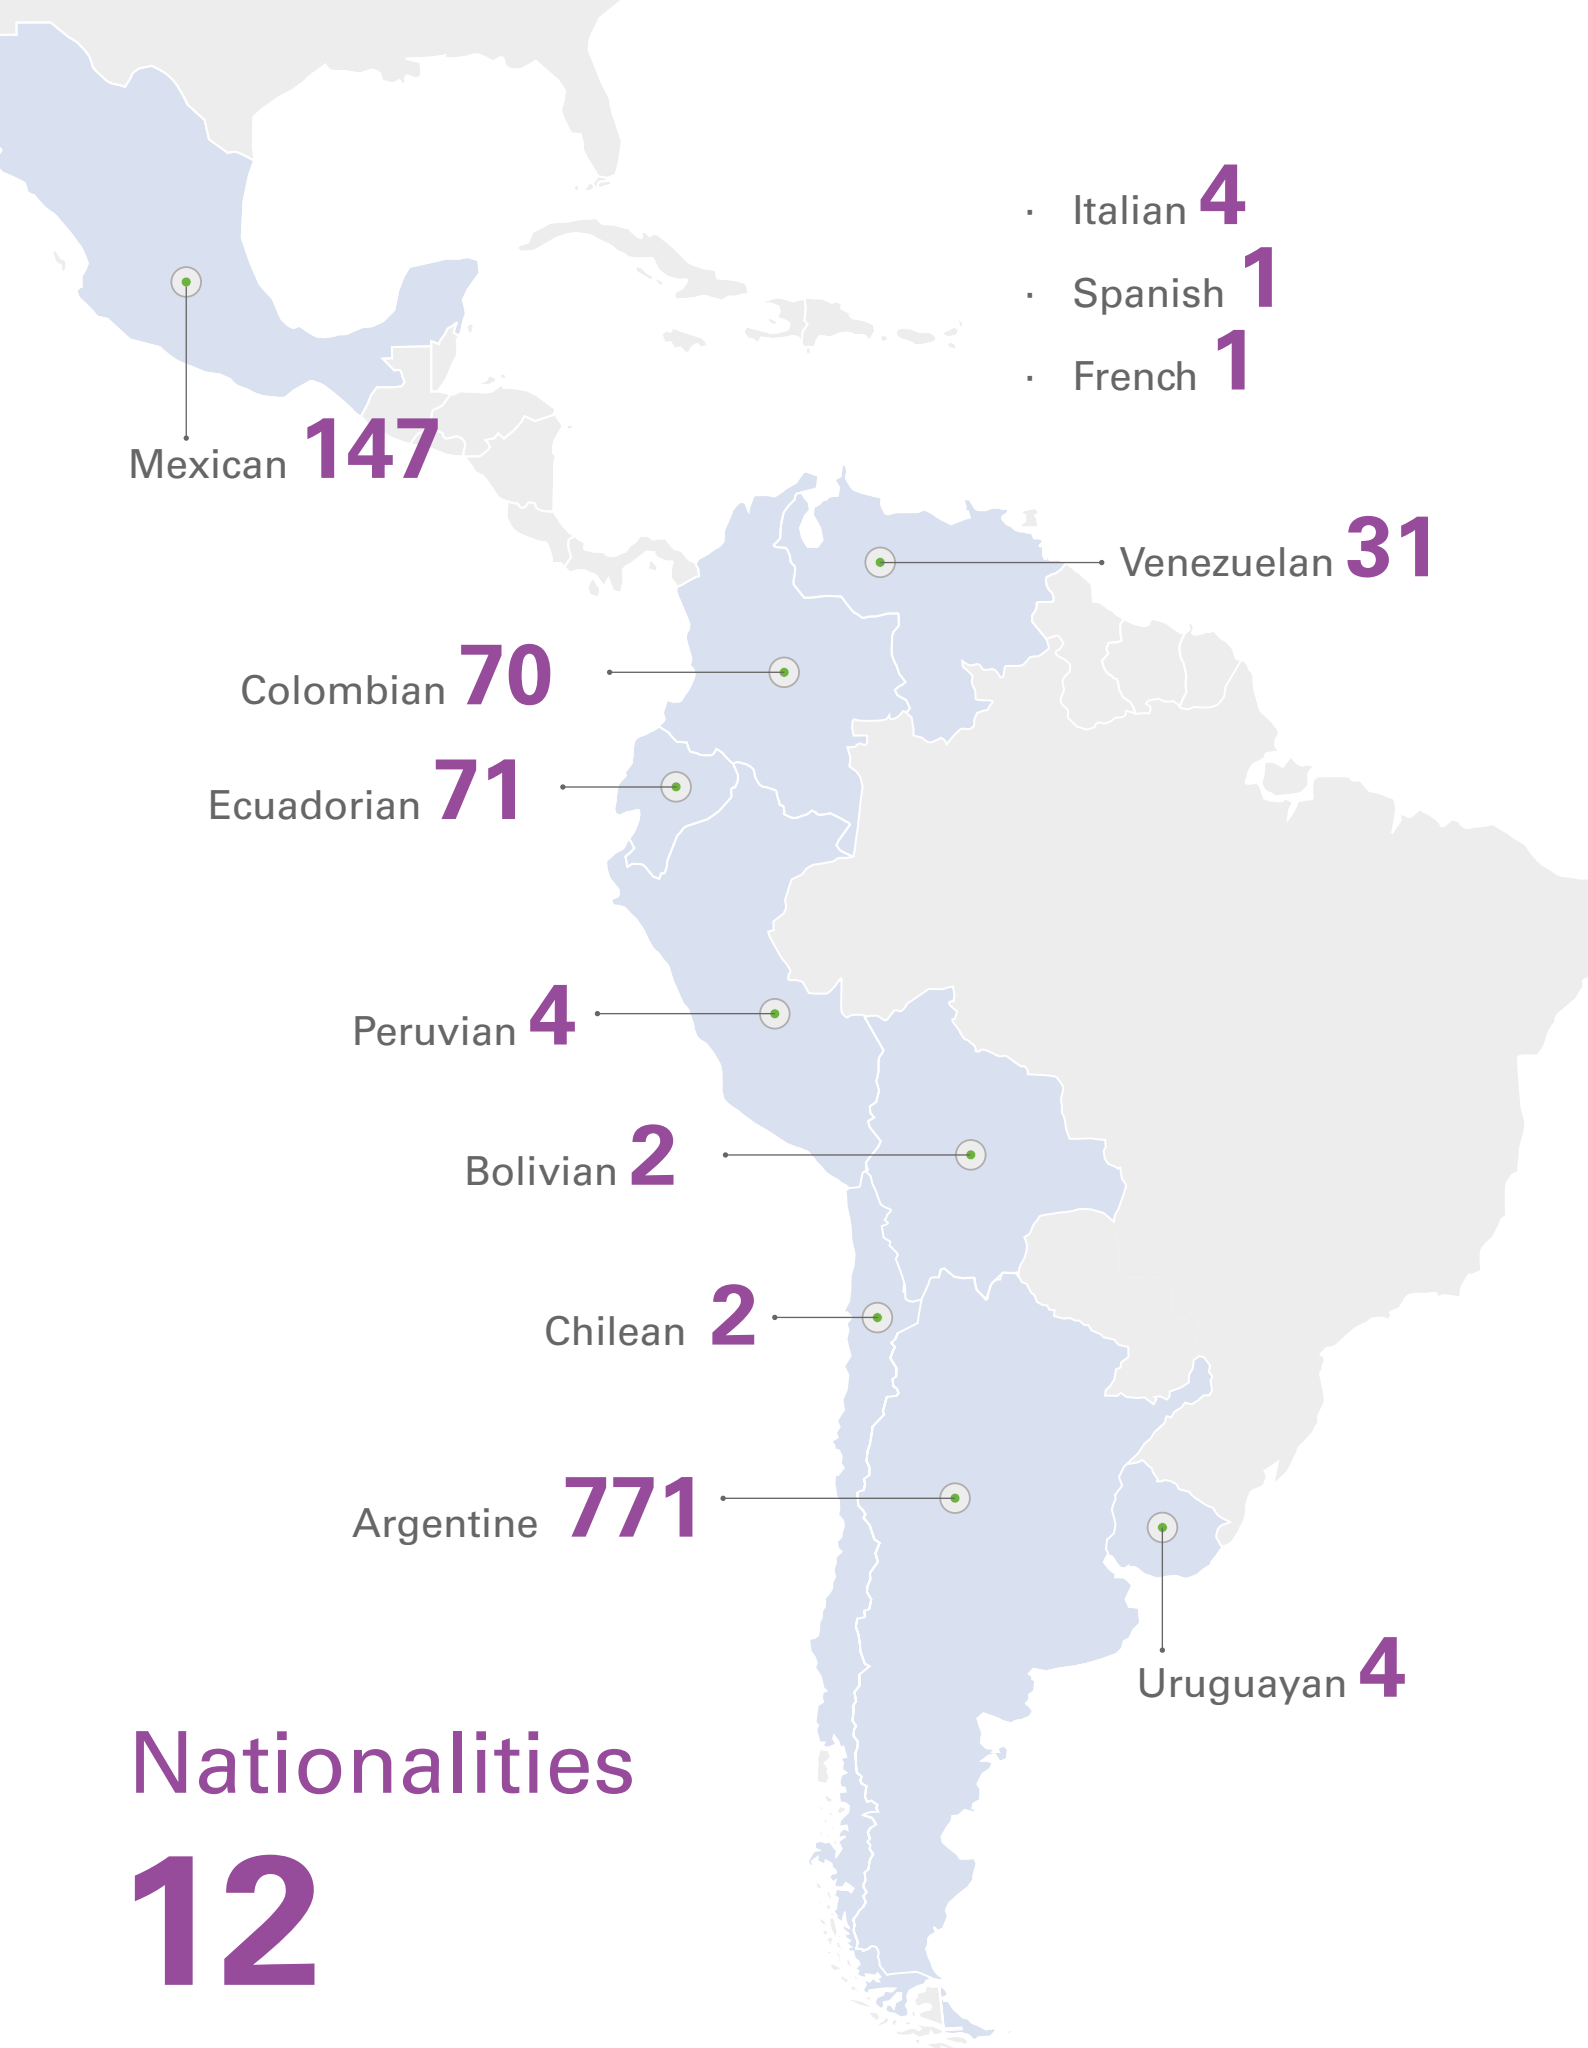 · Italian 4
· Spanish 1
· French 1
Mexican 147
Venezuelan 31
Colombian 70
Ecuadorian 71
Peruvian 4
Bolivian 2
Chilean 2
Argentine 771
Uruguayan 4
Nationalities
12